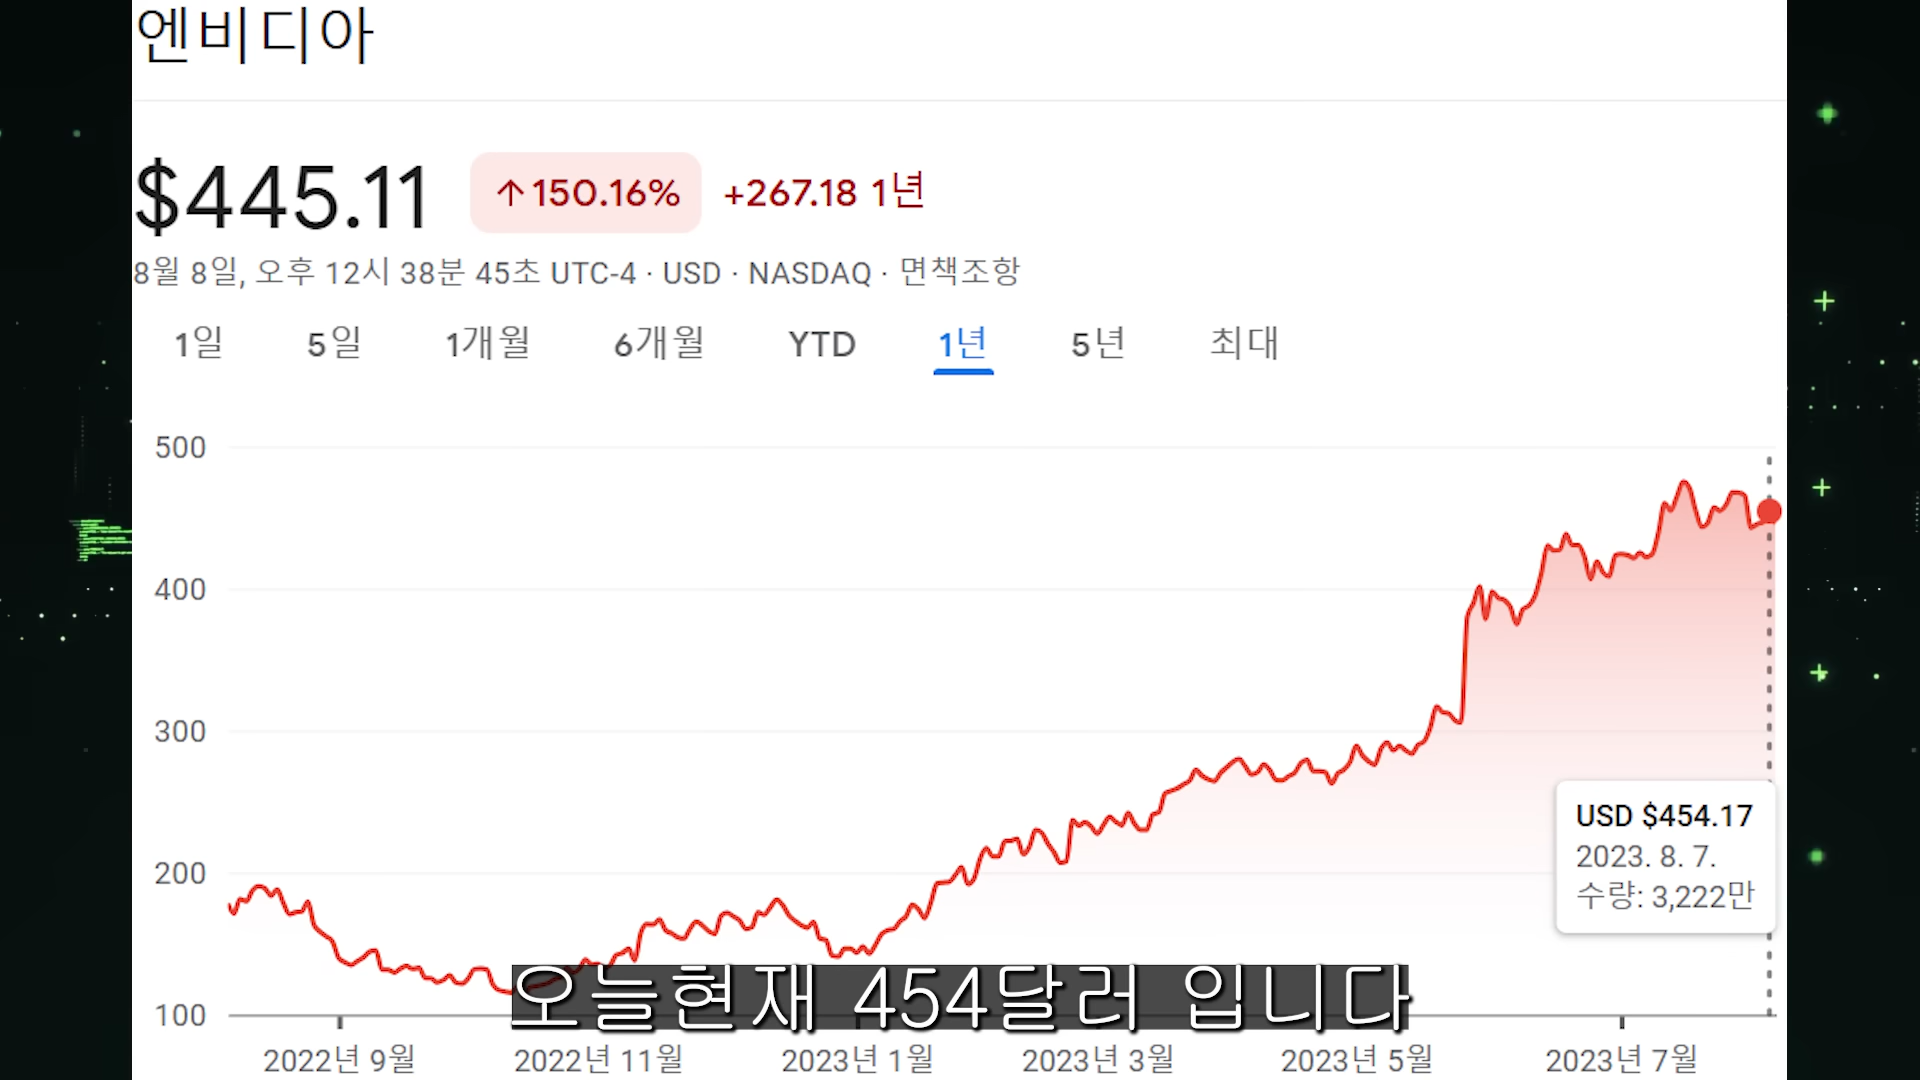 엔비디아
$445.11 ↑150.16% +267.18 1년
8월 8일, 오후 12시 38분 45초 UTC-4 · USD · NASDAQ · 면책조항
1일 5일 1개월 6개월 YTD 1년 5년 최대
500
400
300
200
100
USD $454.17
2023. 8. 7.
수량: 3,222만
오늘현재 454달러 입니다
2022년 9월 2022년 11월 2023년 1월 2023년 3월 2023년 5월 2023년 7월